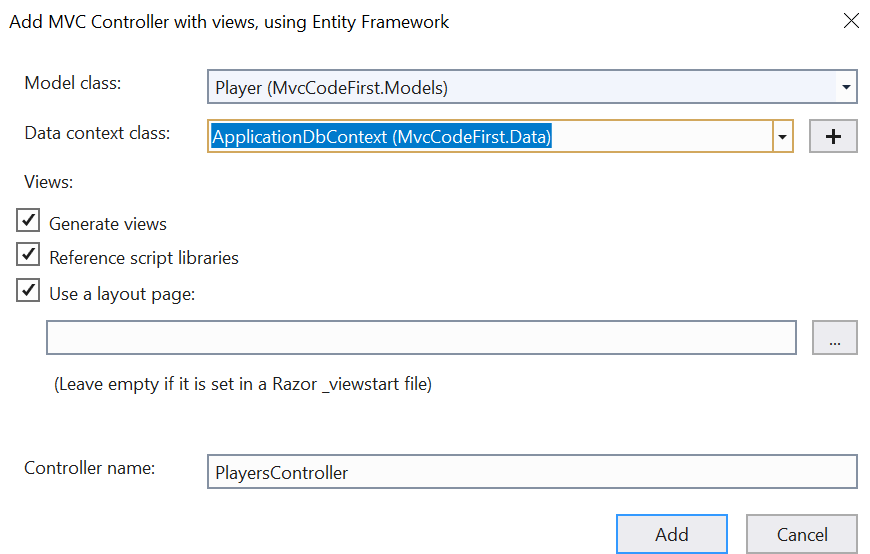 Add MVC Controller with views, using Entity Framework
Model class:
Player (MvcCodeFirst.Models)
Data context class:
ApplicationDbContext (MvcCodeFirst.Data)
+
Views:
Generate views
Reference script libraries
Use a layout page:
...
(Leave empty if it is set in a Razor _viewstart file)
Controller name:
PlayersController
Add
Cancel